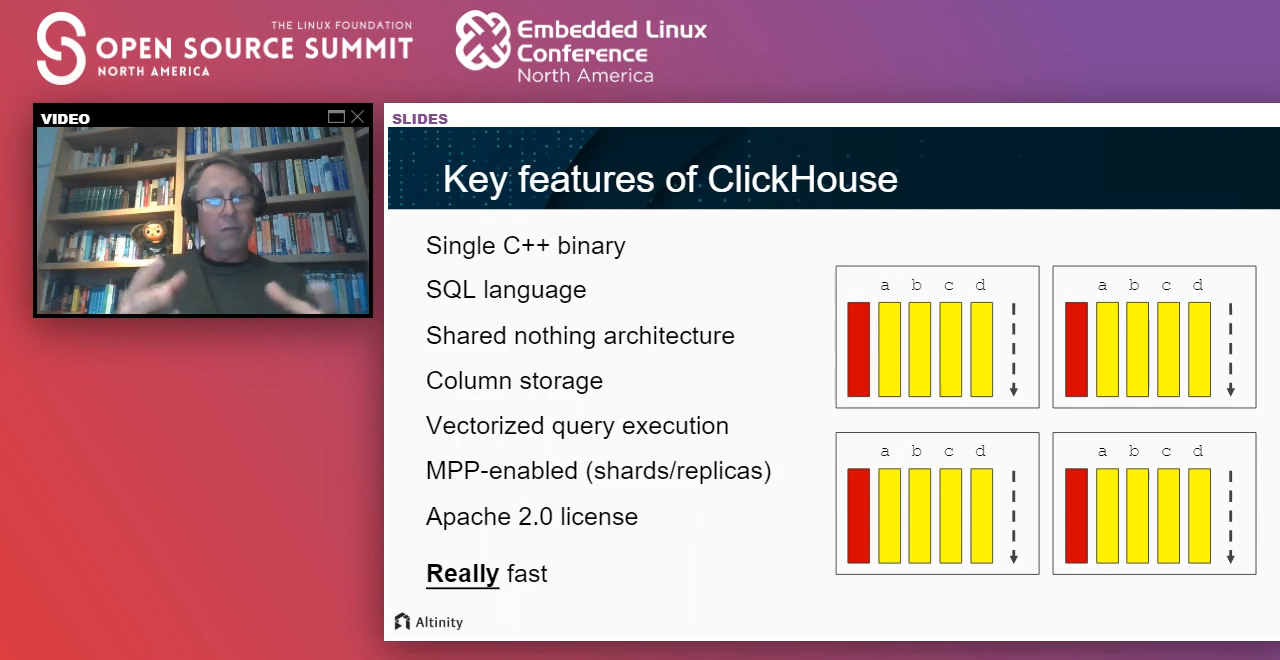 THE LINUX FOUNDATION
OPEN SOURCE SUMMIT
NORTH AMERICA
Embedded Linux
Conference
North America
VIDEO
SLIDES
Key features of ClickHouse
Single C++ binary
SQL language
Shared nothing architecture
Column storage
Vectorized query execution
MPP-enabled (shards/replicas)
Apache 2.0 license
Really fast
a b c d
a b c d
a b c d
a b c d
Altinity